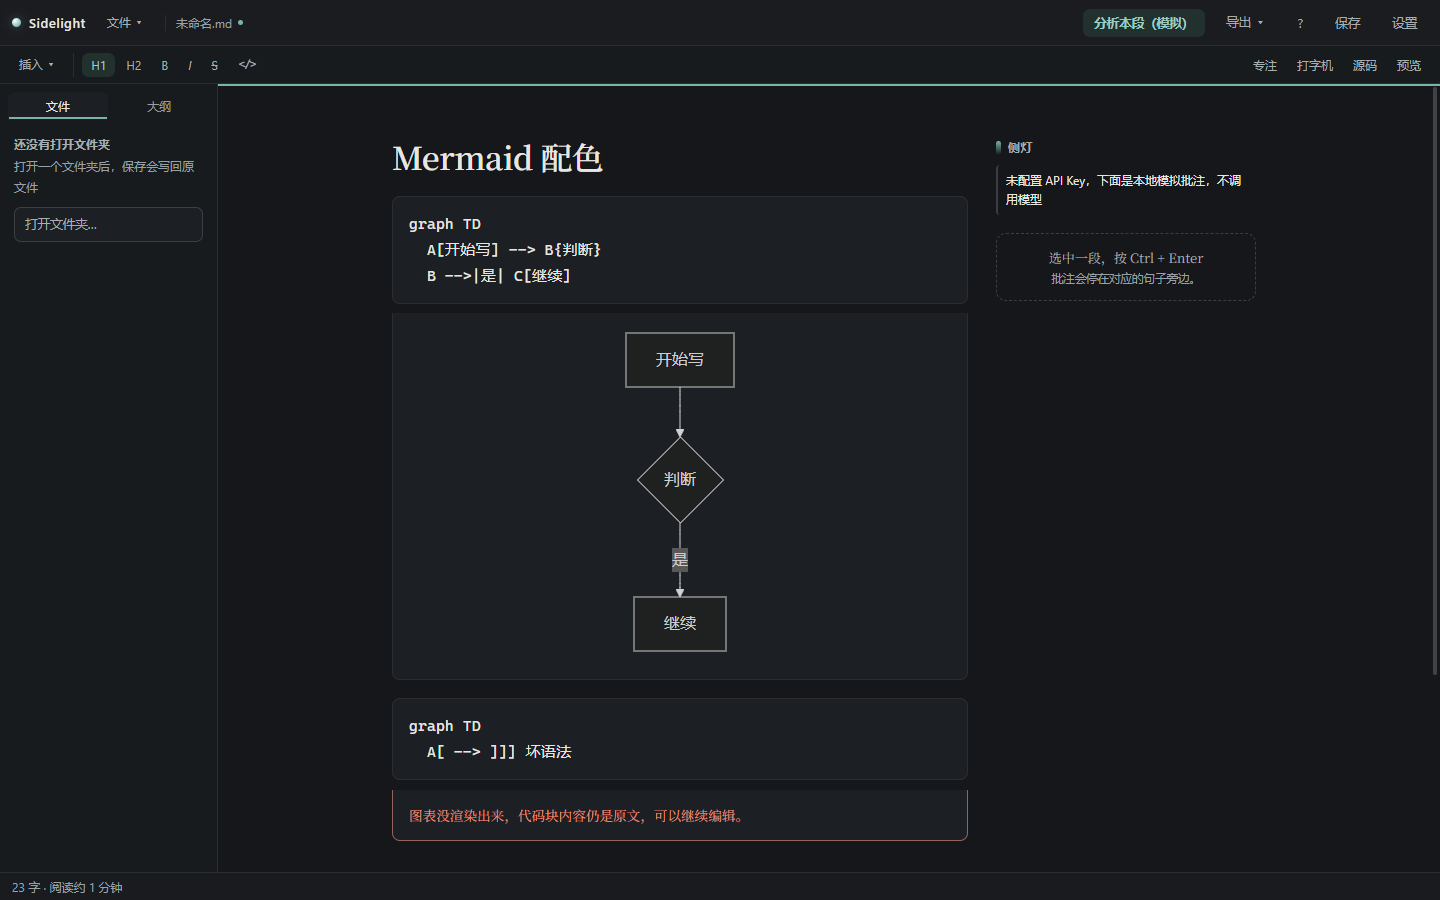 Sidelight 文件 未命名.md 分析本段（模拟） 导出 ? 保存 设置
插入 H1 H2 B I S </> 专注 打字机 源码 预览
文件 大纲
还没有打开文件夹
打开一个文件夹后，保存会写回原
文件
打开文件夹...
Mermaid 配色
graph TD
A[开始写] --> B{判断}
B -->|是| C[继续]
开始写
判断
是
继续
graph TD
A[ --> ]]] 坏语法
图表没渲染出来，代码块内容仍是原文，可以继续编辑。
侧灯
未配置 API Key，下面是本地模拟批注，不调
用模型
选中一段，按 Ctrl + Enter
批注会停在对应的句子旁边。
23 字 · 阅读约 1 分钟